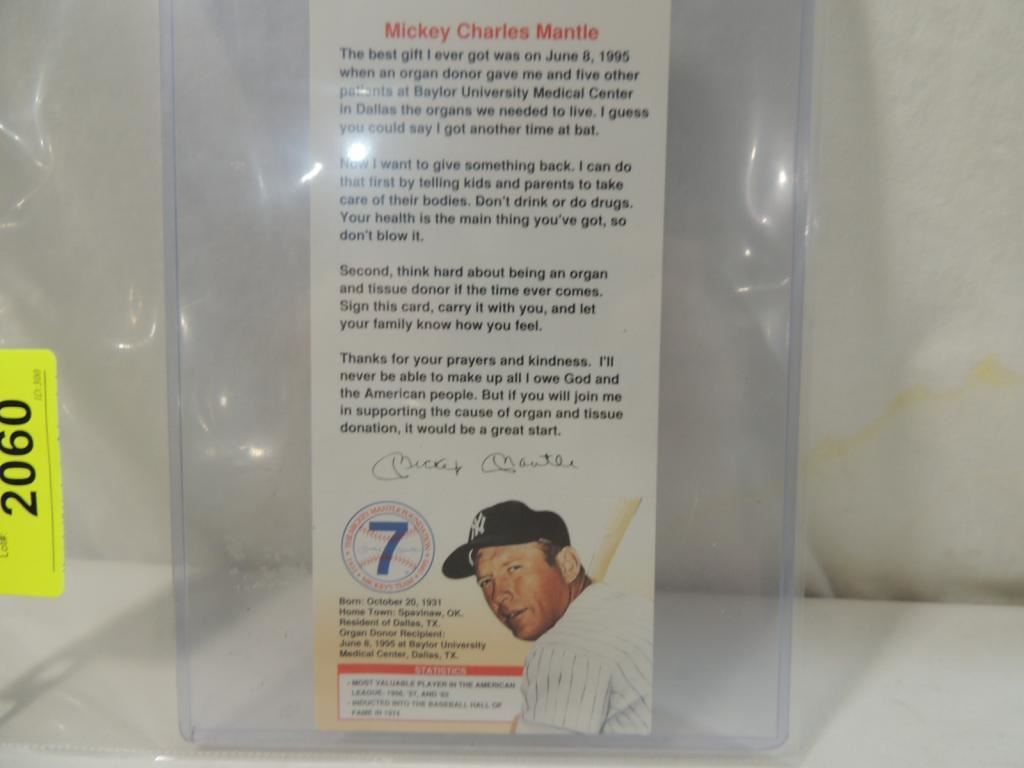 Mickey Charles Mantle
The best gift I ever got was on June 8, 1995
when an organ donor gave me and five other
patients at Baylor University Medical Center
in Dallas the organs we needed to live. I guess
you could say I got another time at bat.
Now I want to give something back. I can do
that first by telling kids and parents to take
care of their bodies. Don't drink or do drugs.
Your health is the main thing you've got, so
don't blow it.
Second, think hard about being an organ
and tissue donor if the time ever comes.
Sign this card, carry it with you, and let
your family know how you feel.
Thanks for your prayers and kindness. I'll
never be able to make up all I owe God and
the American people. But if you will join me
in supporting the cause of organ and tissue
donation, it would be a great start.
Mickey Mantle
THE MICKEY MANTLE FOUNDATION
7
MICKEY'S TEAM
NY
Born: October 20, 1931
Home Town: Spavinaw, OK.
Resident of Dallas, TX.
Organ Donor Recipient:
June 8, 1995 at Baylor University
Medical Center, Dallas, TX.
STATISTICS
- MOST VALUABLE PLAYER IN THE AMERICAN
LEAGUE: 1956, '57, AND '62
- INDUCTED INTO THE BASEBALL HALL OF
FAME IN 1974
Lot#: 2060
ID:300